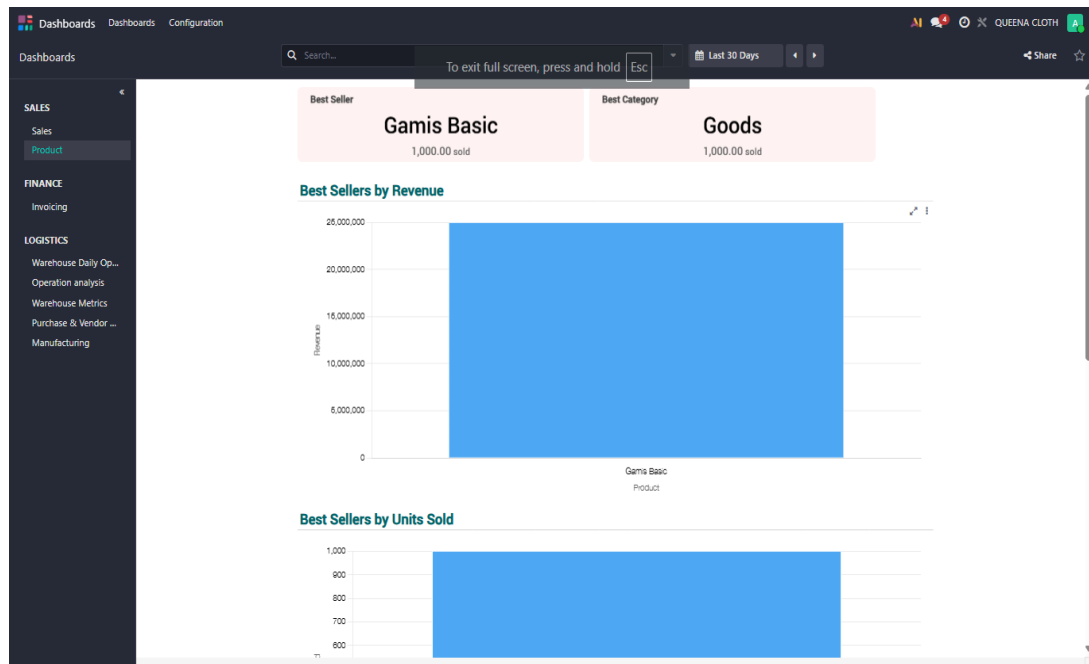 Dashboards Dashboards Configuration
AI 4 QUEENA CLOTH A
Dashboards
Search...
Last 30 Days
Share
To exit full screen, press and hold Esc
SALES
Sales
Product
FINANCE
Invoicing
LOGISTICS
Warehouse Daily Op...
Operation analysis
Warehouse Metrics
Purchase & Vendor ...
Manufacturing
Best Seller
Gamis Basic
1,000.00 sold
Best Category
Goods
1,000.00 sold
Best Sellers by Revenue
25,000,000
20,000,000
15,000,000
10,000,000
5,000,000
0
Revenue
Gamis Basic
Product
Best Sellers by Units Sold
1,000
900
800
700
600